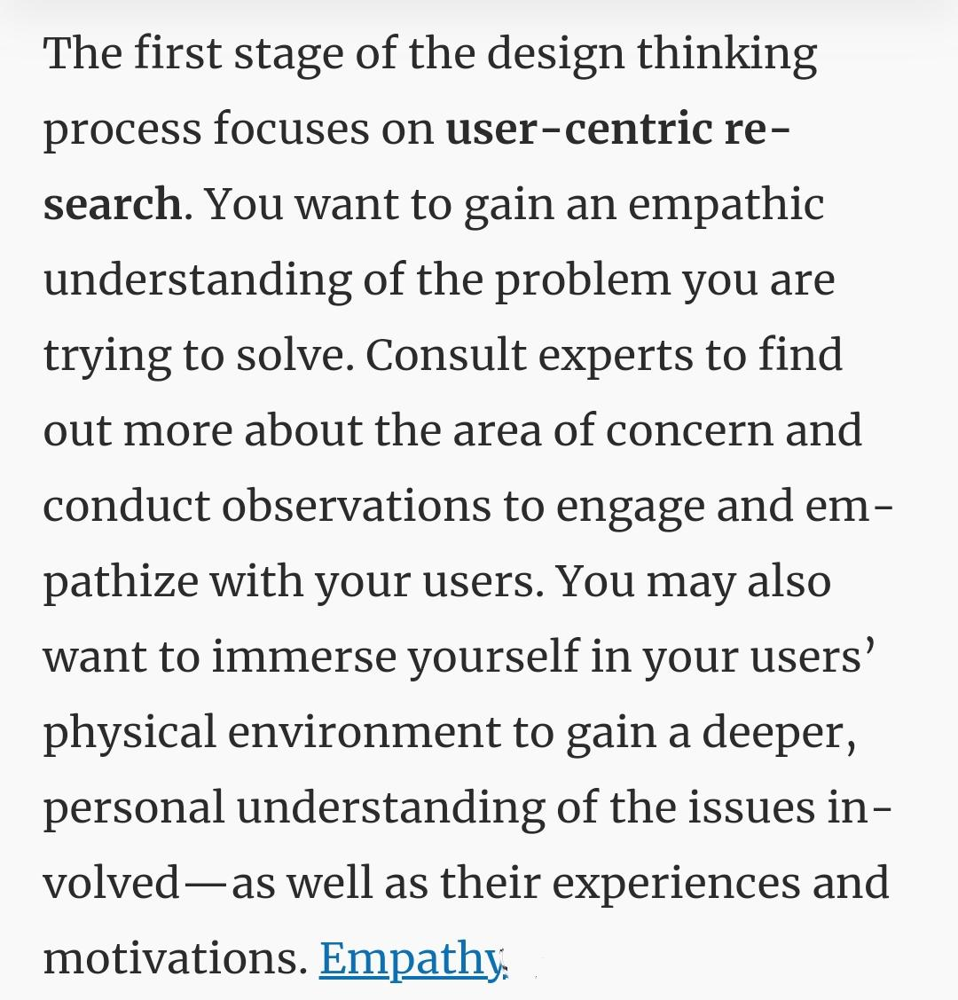 The first stage of the design thinking
process focuses on user-centric re-
search. You want to gain an empathic
understanding of the problem you are
trying to solve. Consult experts to find
out more about the area of concern and
conduct observations to engage and em-
pathize with your users. You may also
want to immerse yourself in your users’
physical environment to gain a deeper,
personal understanding of the issues in-
volved—as well as their experiences and
motivations. Empathy